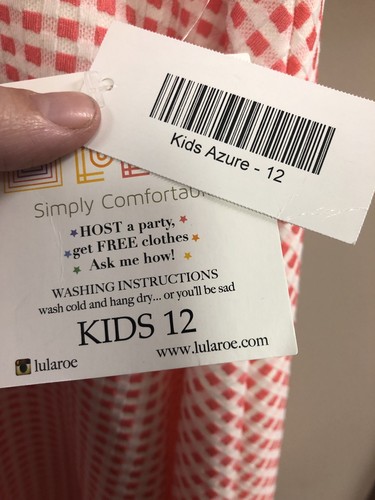 Kids Azure - 12
Simply Comfortab
HOST a party,
get FREE clothes
Ask me how!
WASHING INSTRUCTIONS
wash cold and hang dry... or you'll be sad
KIDS 12
www.lularoe.com
lularoe